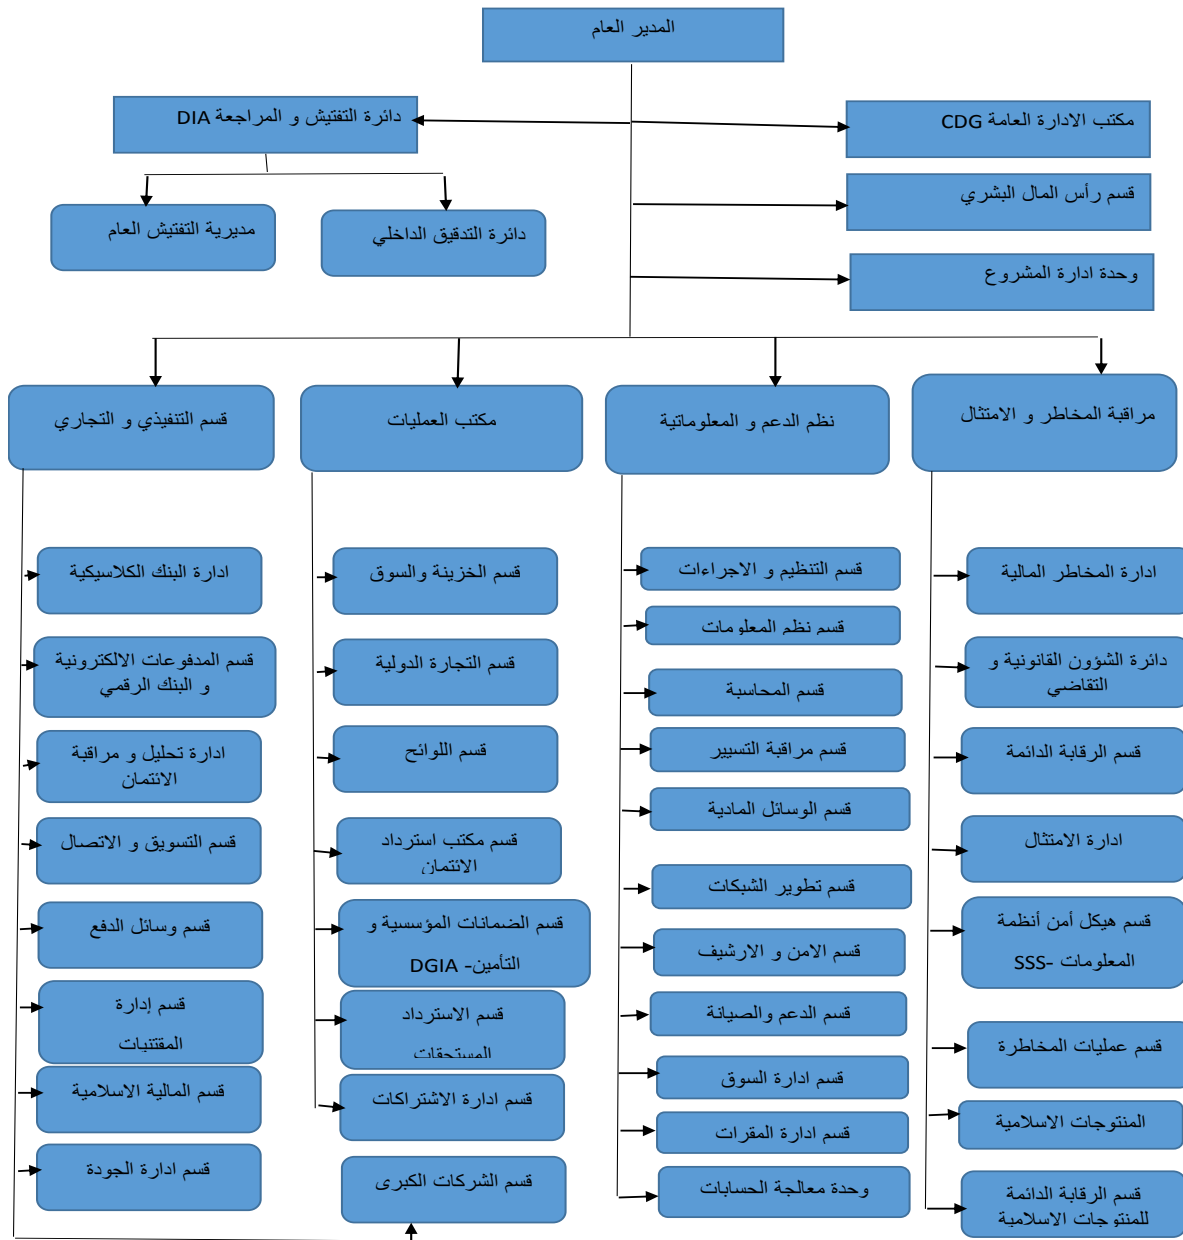 المدير العام
دائرة التفتيش و المراجعة DIA
مكتب الادارة العامة CDG
قسم رأس المال البشري
مديرية التفتيش العام
دائرة التدقيق الداخلي
وحدة ادارة المشروع
مراقبة المخاطر و الامتثال
نظم الدعم و المعلوماتية
مكتب العمليات
قسم التنفيذي و التجاري
ادارة المخاطر المالية
دائرة الشؤون القانونية و
التقاضي
قسم الرقابة الدائمة
ادارة الامتثال
قسم هيكل أمن أنظمة
المعلومات -SSS
قسم عمليات المخاطرة
المنتوجات الاسلامية
قسم الرقابة الدائمة
للمنتوجات الاسلامية
قسم التنظيم و الاجراءات
قسم نظم المعلومات
قسم المحاسبة
قسم مراقبة التسيير
قسم الوسائل المادية
قسم تطوير الشبكات
قسم الامن و الارشيف
قسم الدعم والصيانة
قسم ادارة السوق
قسم ادارة المقرات
وحدة معالجة الحسابات
قسم الخزينة والسوق
قسم التجارة الدولية
قسم اللوائح
قسم مكتب استرداد
الائتمان
قسم الضمانات المؤسسية و
التأمين- DGIA
قسم الاسترداد
المستحقات
قسم ادارة الاشتراكات
قسم الشركات الكبرى
ادارة البنك الكلاسيكية
قسم المدفوعات الالكترونية
و البنك الرقمي
ادارة تحليل و مراقبة
الائتمان
قسم التسويق و الاتصال
قسم وسائل الدفع
قسم إدارة
المقتنيات
قسم المالية الاسلامية
قسم ادارة الجودة